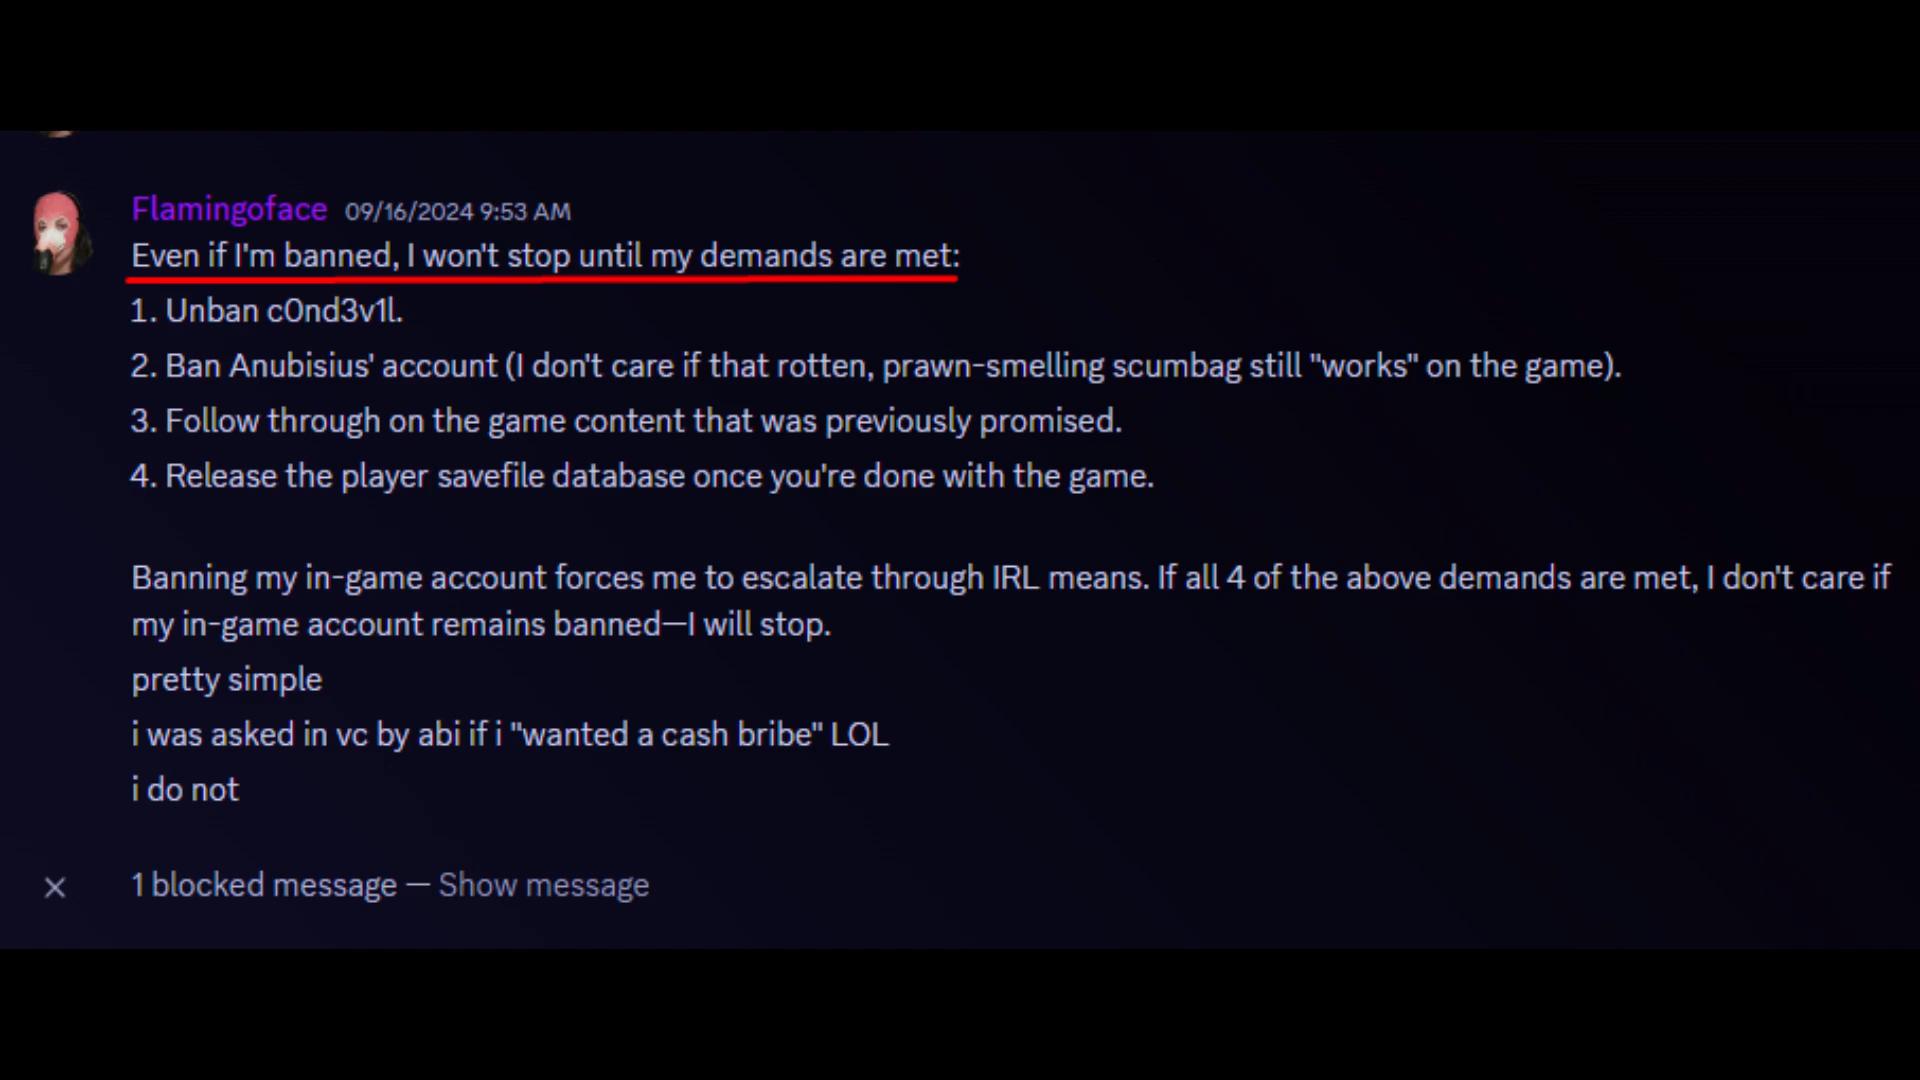 Flamingoface 09/16/2024 9:53 AM
Even if I'm banned, I won't stop until my demands are met:
1. Unban c0nd3v1l.
2. Ban Anubisius' account (I don't care if that rotten, prawn-smelling scumbag still "works" on the game).
3. Follow through on the game content that was previously promised.
4. Release the player savefile database once you're done with the game.
Banning my in-game account forces me to escalate through IRL means. If all 4 of the above demands are met, I don't care if
my in-game account remains banned—I will stop.
pretty simple
i was asked in vc by abi if i "wanted a cash bribe" LOL
i do not
1 blocked message — Show message